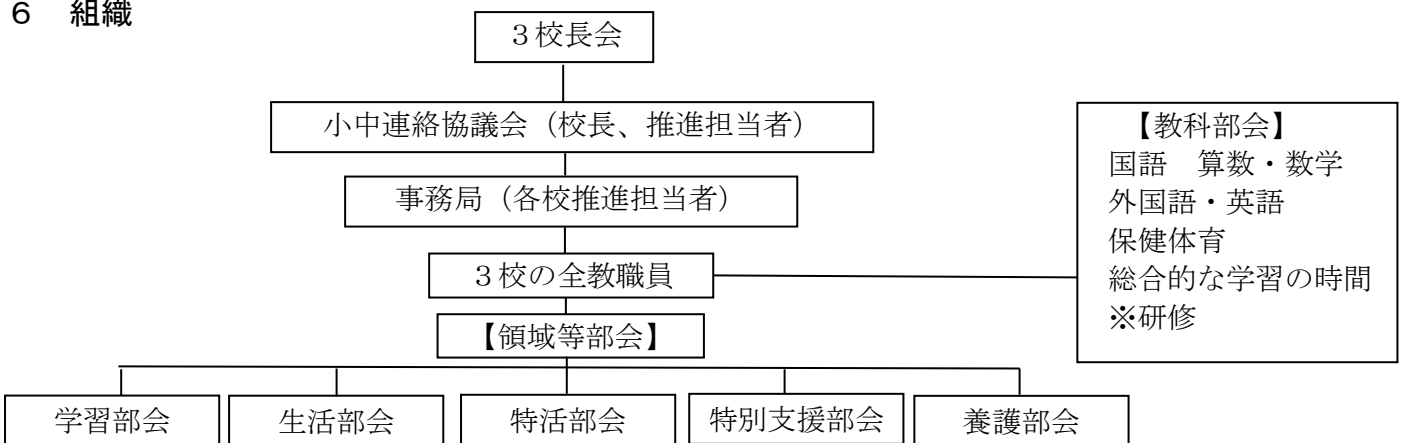 ６　組織
３校長会
小中連絡協議会（校長、推進担当者）
事務局（各校推進担当者）
３校の全教職員
【教科部会】
国語　算数・数学
外国語・英語
保健体育
総合的な学習の時間
※研修
【領域等部会】
学習部会
生活部会
特活部会
特別支援部会
養護部会